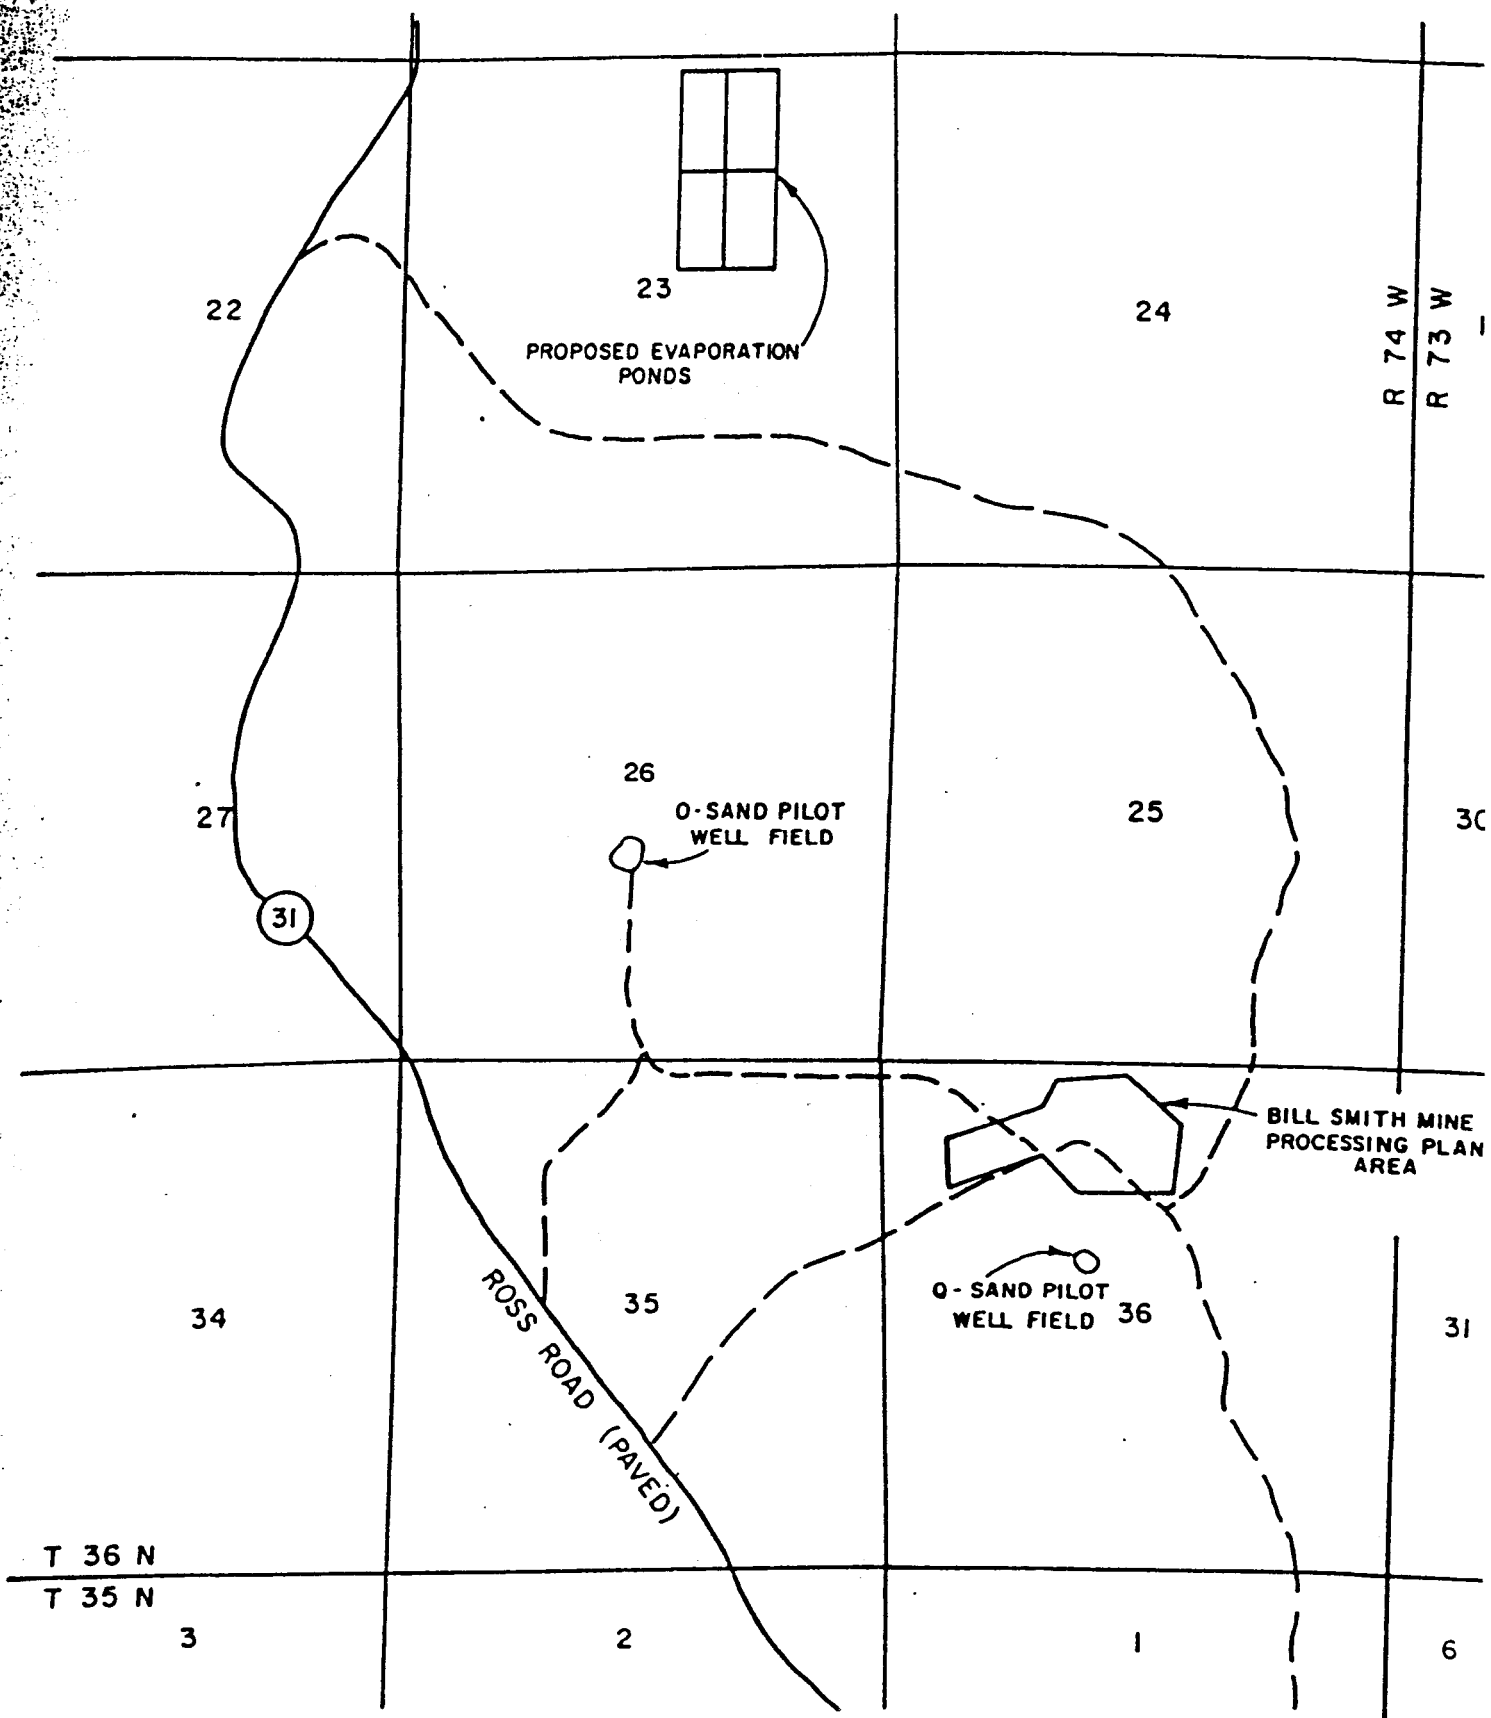 22
23
24
R 74 W
R 73 W
PROPOSED EVAPORATION
PONDS
26
27
25
30
O-SAND PILOT
WELL FIELD
31
BILL SMITH MINE
PROCESSING PLAN
AREA
34
35
Q-SAND PILOT
WELL FIELD
36
31
ROSS ROAD (PAVED)
T 36 N
T 35 N
3
2
1
6